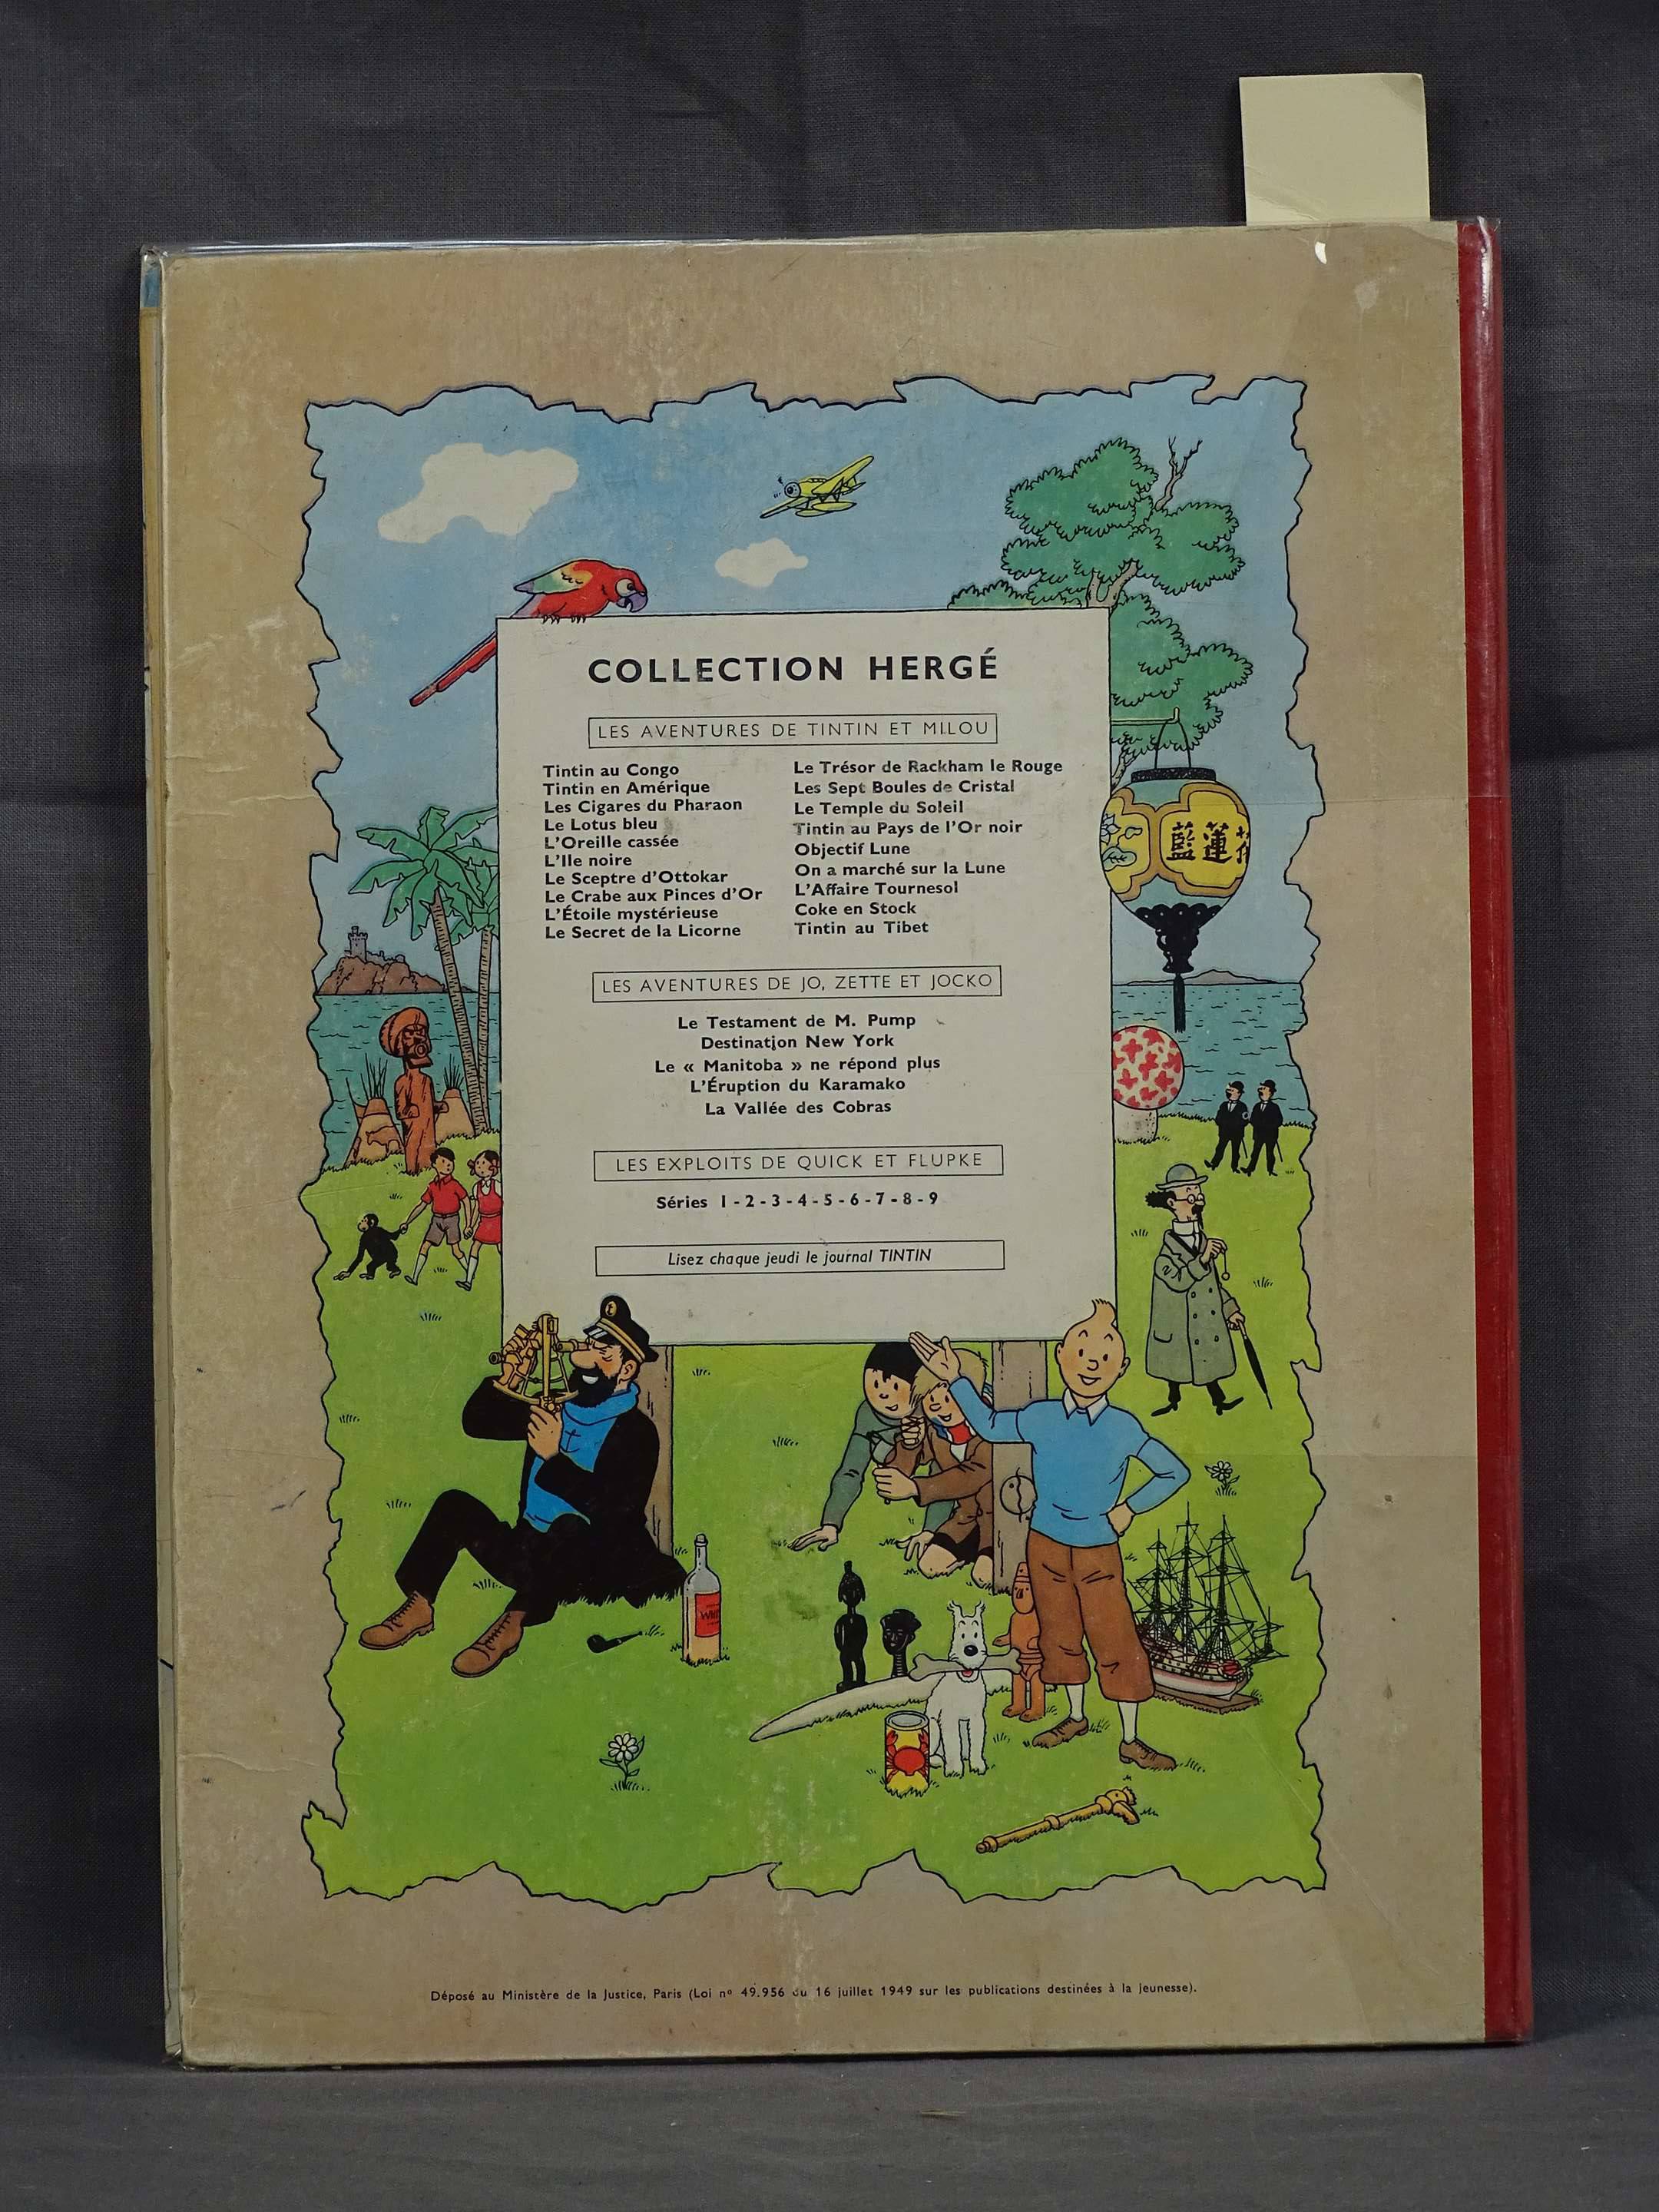 COLLECTION HERGÉ
LES AVENTURES DE TINTIN ET MILOU
Tintin au Congo
Tintin en Amérique
Les Cigares du Pharaon
Le Lotus bleu
L'Oreille cassée
L'Ile noire
Le Sceptre d'Ottokar
Le Crabe aux Pinces d'Or
L'Étoile mystérieuse
Le Secret de la Licorne
Le Trésor de Rackham le Rouge
Les Sept Boules de Cristal
Le Temple du Soleil
Tintin au Pays de l'Or noir
Objectif Lune
On a marché sur la Lune
L'Affaire Tournesol
Coke en Stock
Tintin au Tibet
藍蓮
LES AVENTURES DE JO, ZETTE ET JOCKO
Le Testament de M. Pump
Destination New York
Le « Manitoba » ne répond plus
L'Éruption du Karamako
La Vallée des Cobras
LES EXPLOITS DE QUICK ET FLUPKE
Séries 1 - 2 - 3 - 4 - 5 - 6 - 7 - 8 - 9
Lisez chaque jeudi le journal TINTIN
Déposé au Ministère de la Justice, Paris (Loi nº 49.956 du 16 juillet 1949 sur les publications destinées à la jeunesse).